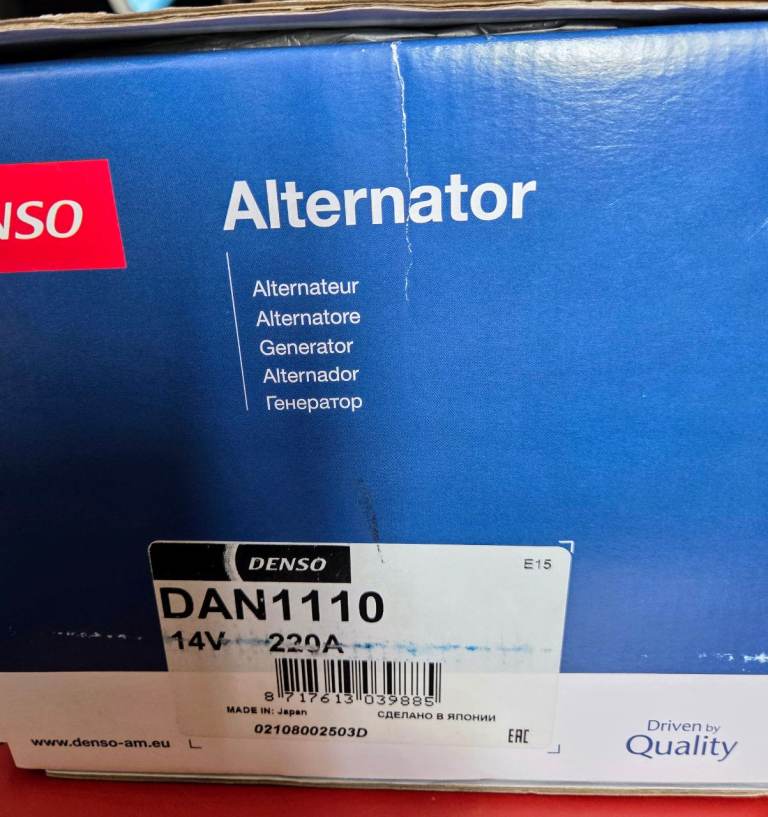 NSO
Alternator
Alternateur
Alternatore
Generator
Alternador
Генератор
DENSO
E15
DAN1110
14V 220A
8 717613 039885
MADE IN: Japan
СДЕЛАНО В ЯПОНИИ
02108002503D
EAC
www.denso-am.eu
Driven by
Quality